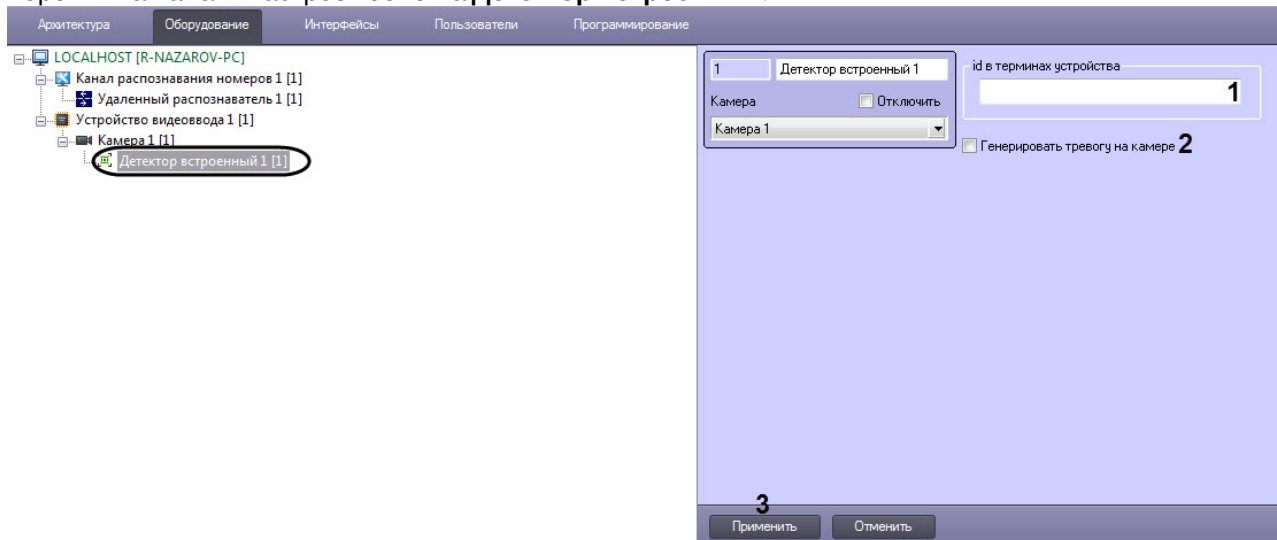 Архитектура Оборудование Интерфейсы Пользователи Программирование
LOCALHOST [R-NAZAROV-PC]
Канал распознавания номеров 1 [1]
Удаленный распознаватель 1 [1]
Устройство видеоввода 1 [1]
Камера 1 [1]
Детектор встроенный 1 [1]
1 Детектор встроенный 1
Камера Отключить
Камера 1
id в терминах устройства
1
Генерировать тревогу на камере 2
3
Применить Отменить